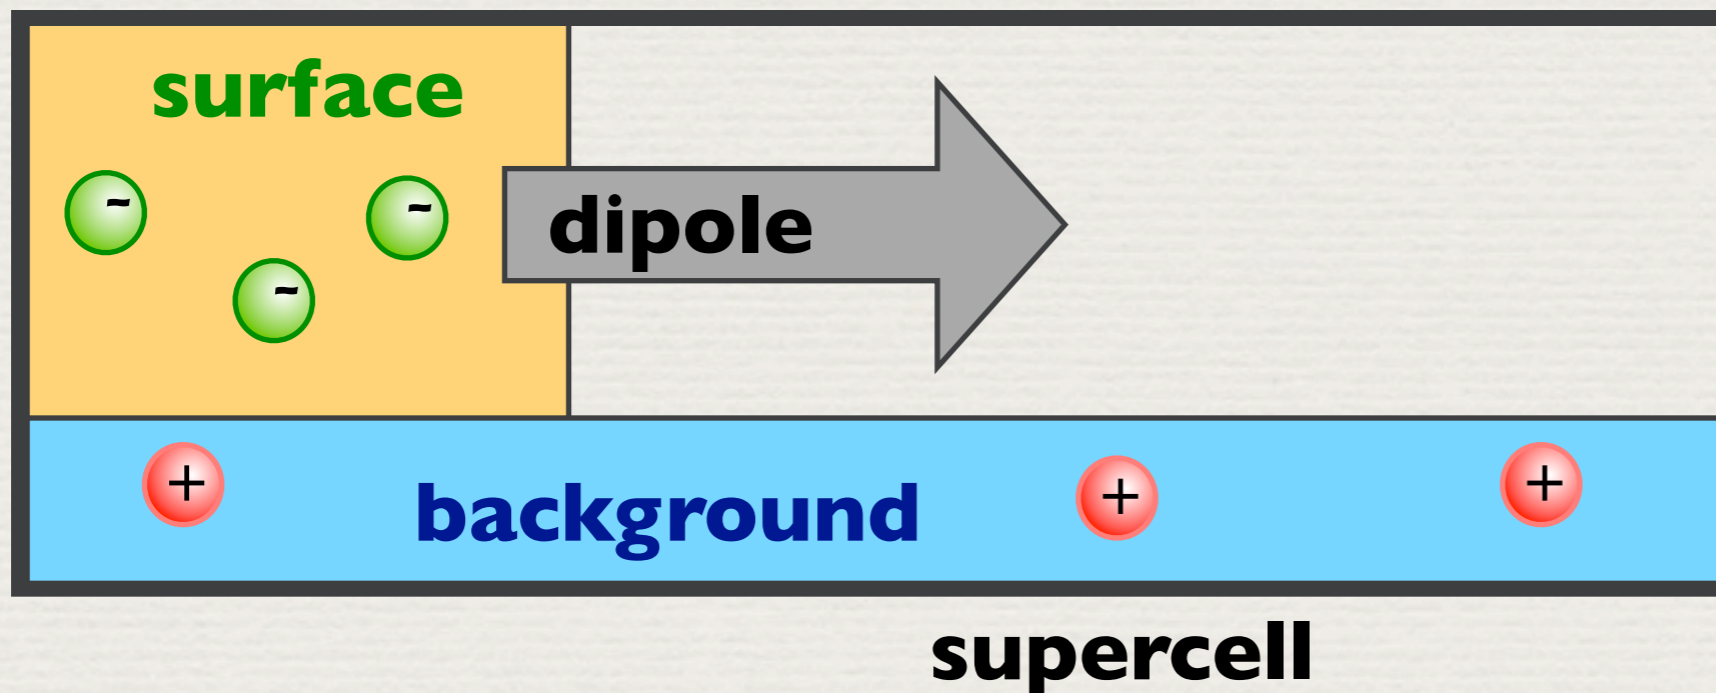 surface
- -
dipole
-
+ + +
background
supercell